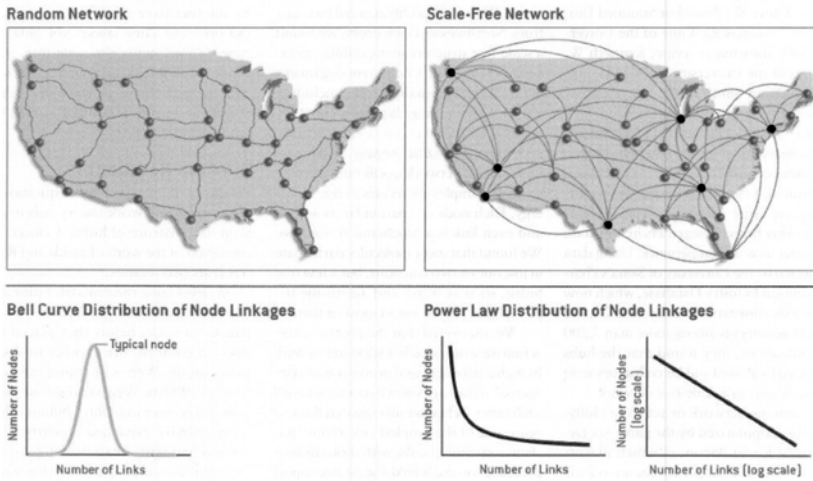 Random Network
Scale-Free Network
Bell Curve Distribution of Node Linkages
Power Law Distribution of Node Linkages
Typical node
Number of Nodes
Number of Links
Number of Nodes
Number of Links
Number of Nodes
(log scale)
Number of Links (log scale)